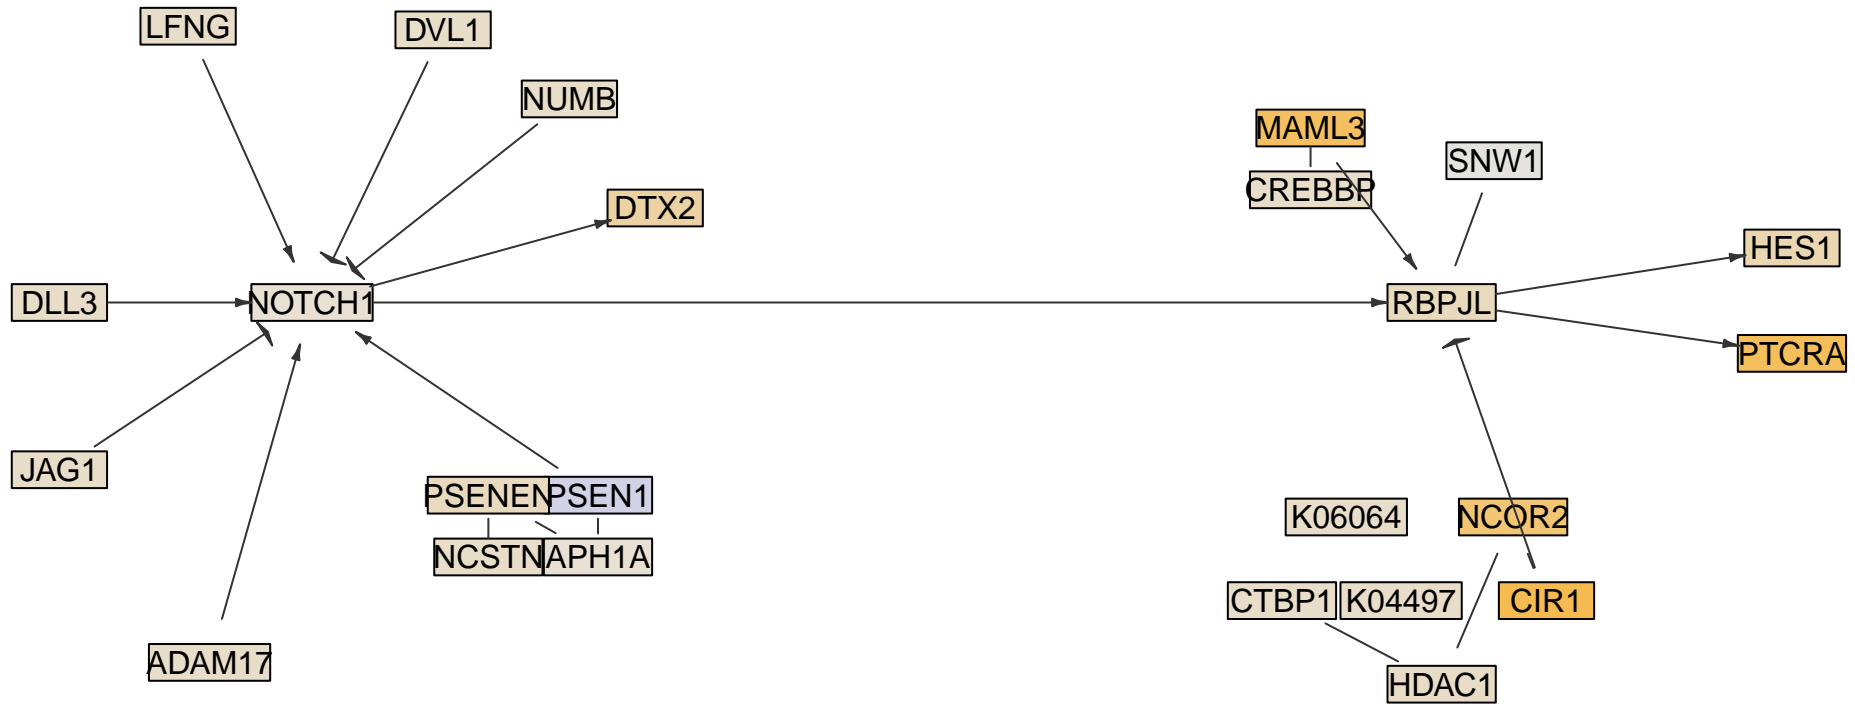 LFNG
DVL1
NUMB
MAML3
SNW1
CREBBP
DTX2
HES1
DLL3
NOTCH1
RBPJL
PTCRA
JAG1
PSENEN
PSEN1
K06064
NCOR2
NCSTN
APH1A
CTBP1
K04497
CIR1
ADAM17
HDAC1